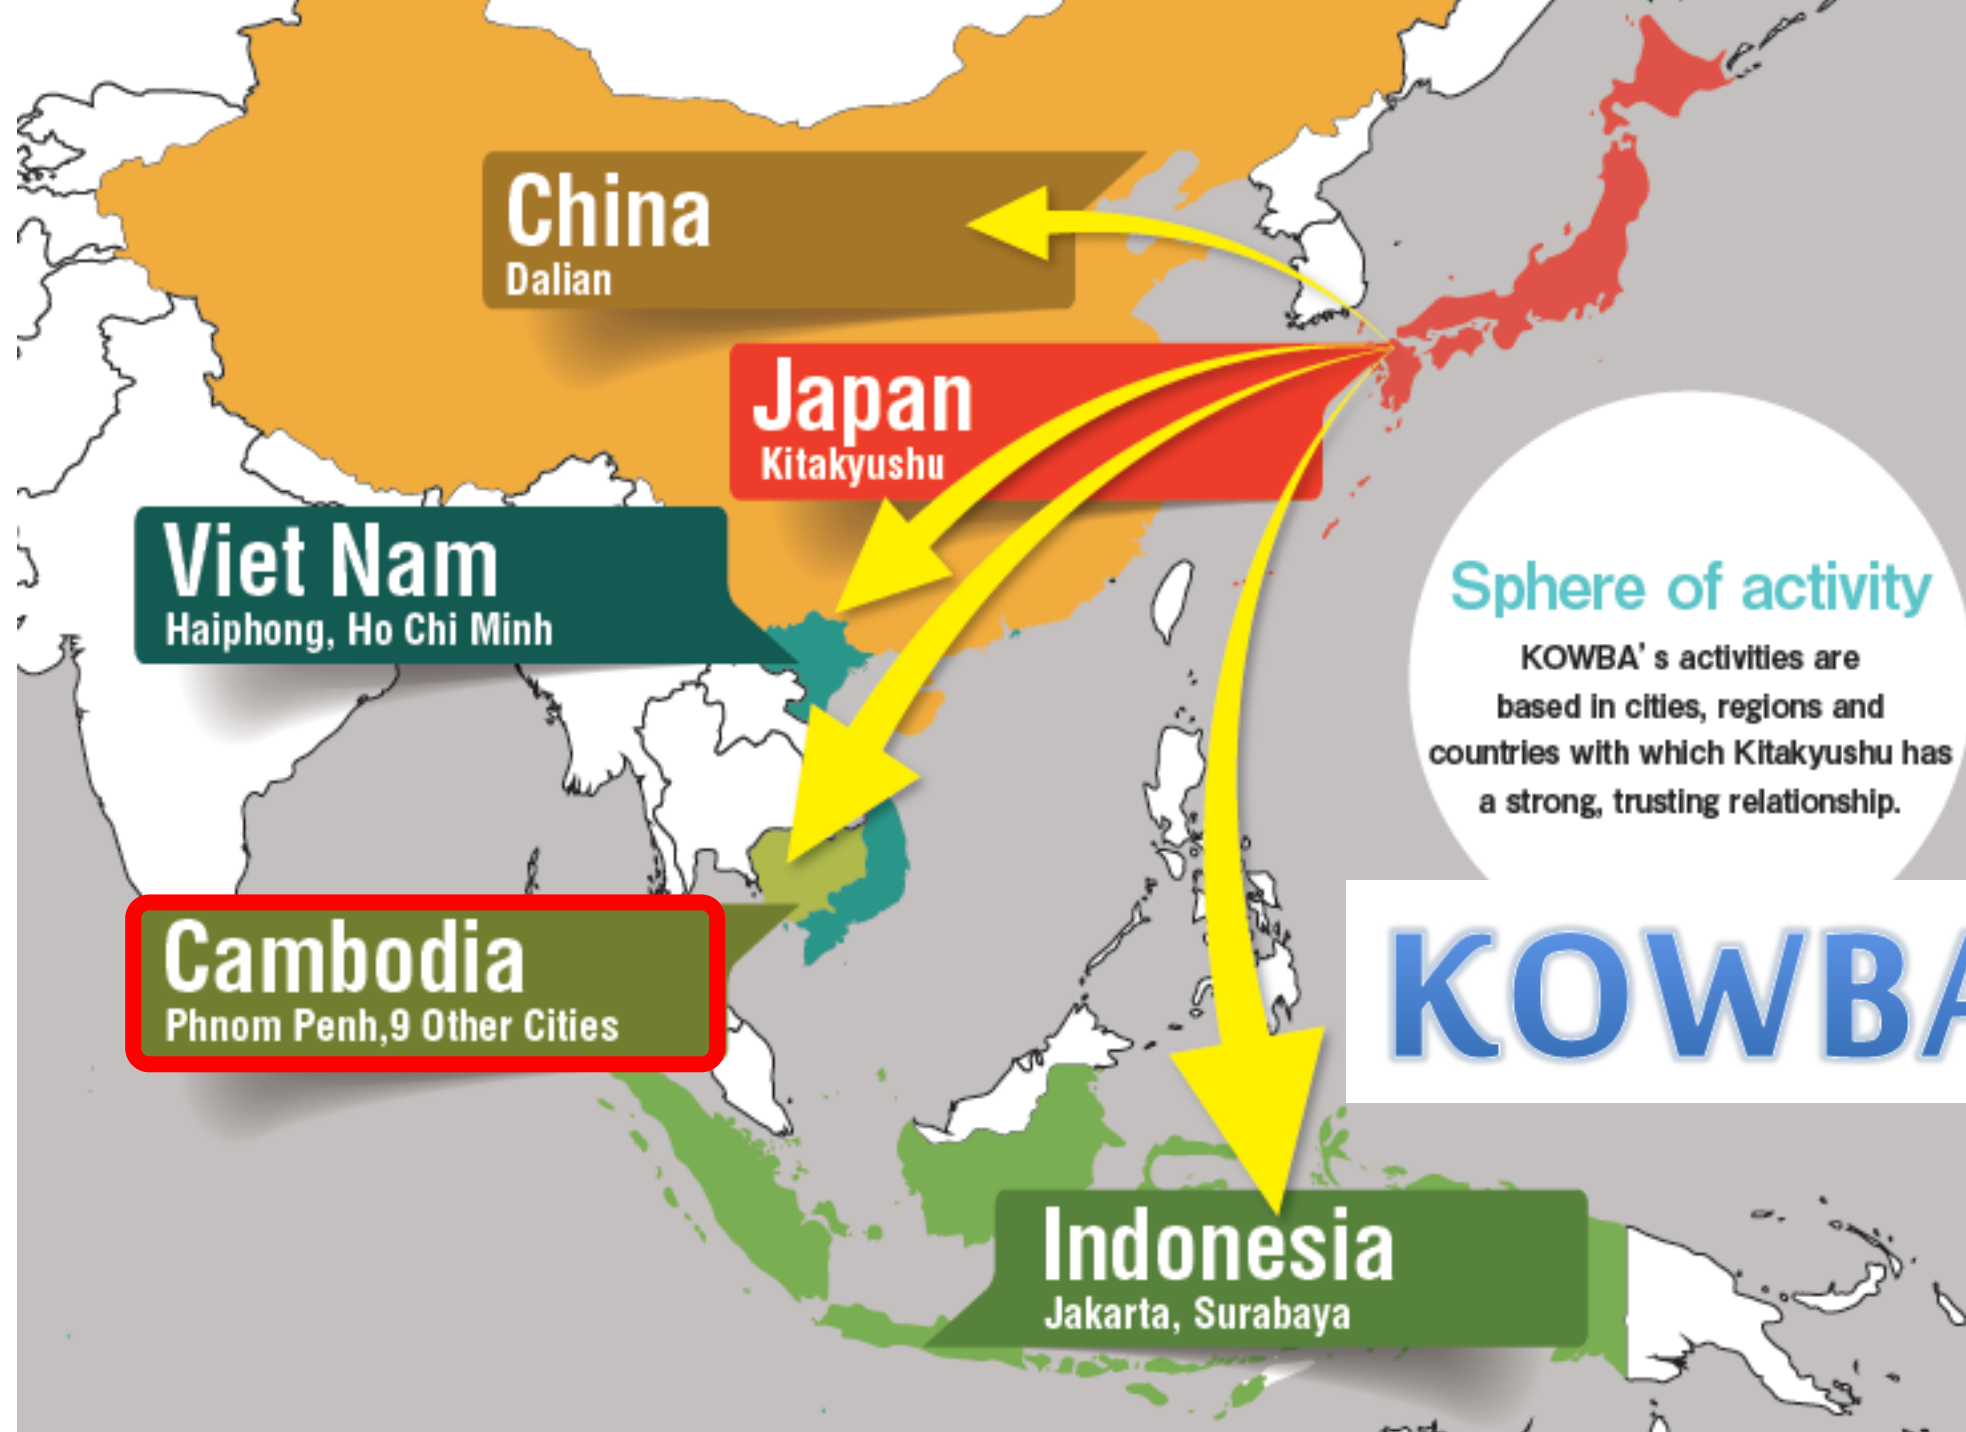 China
Dalian
Japan
Kitakyushu
Viet Nam
Haiphong, Ho Chi Minh
Sphere of activity
KOWBA' s activities are
based in cities, regions and
countries with which Kitakyushu has
a strong, trusting relationship.
Cambodia
Phnom Penh,9 Other Cities
KOWBA
Indonesia
Jakarta, Surabaya